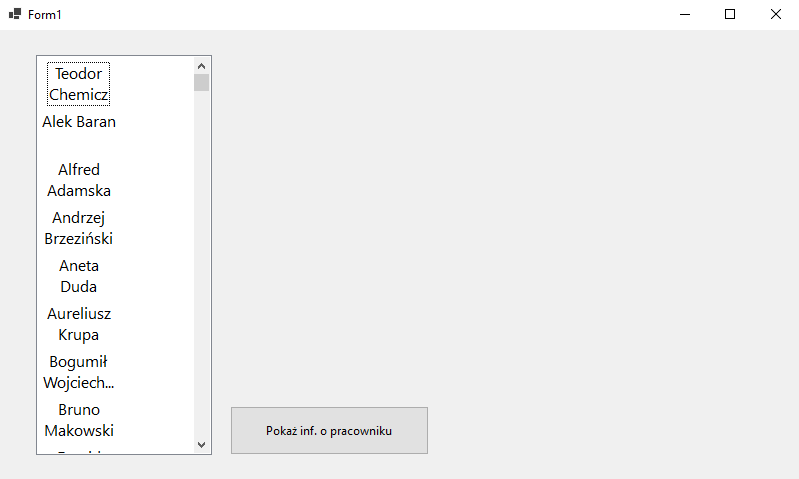 Form1
Teodor
Chemicz
Alek Baran
Alfred
Adamska
Andrzej
Brzeziński
Aneta
Duda
Aureliusz
Krupa
Bogumił
Wojciech...
Bruno
Makowski
Pokaż inf. o pracowniku